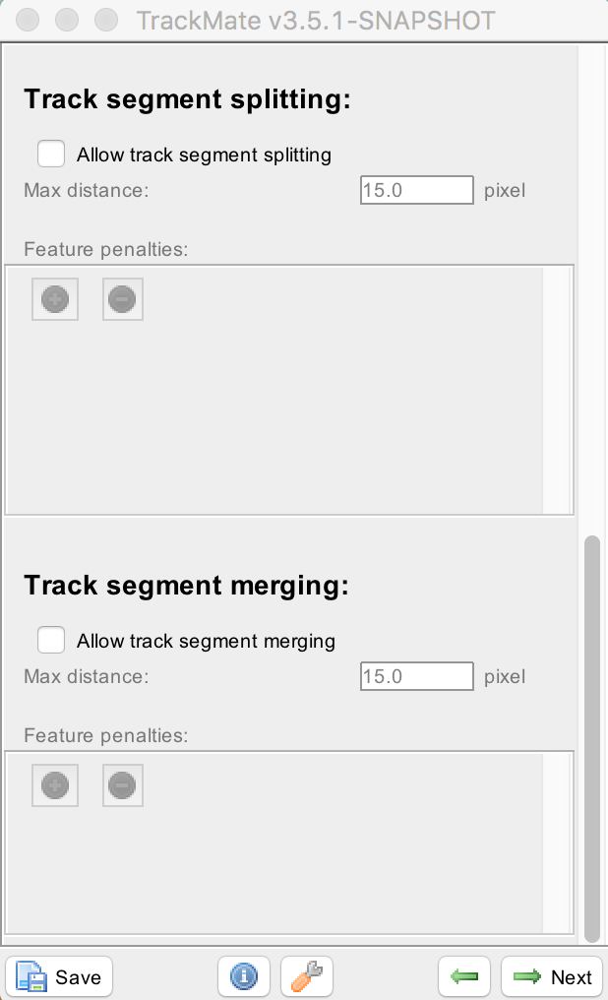 TrackMate v3.5.1-SNAPSHOT
Track segment splitting:
Allow track segment splitting
Max distance: 15.0 pixel
Feature penalties:
Track segment merging:
Allow track segment merging
Max distance: 15.0 pixel
Feature penalties:
Save Next